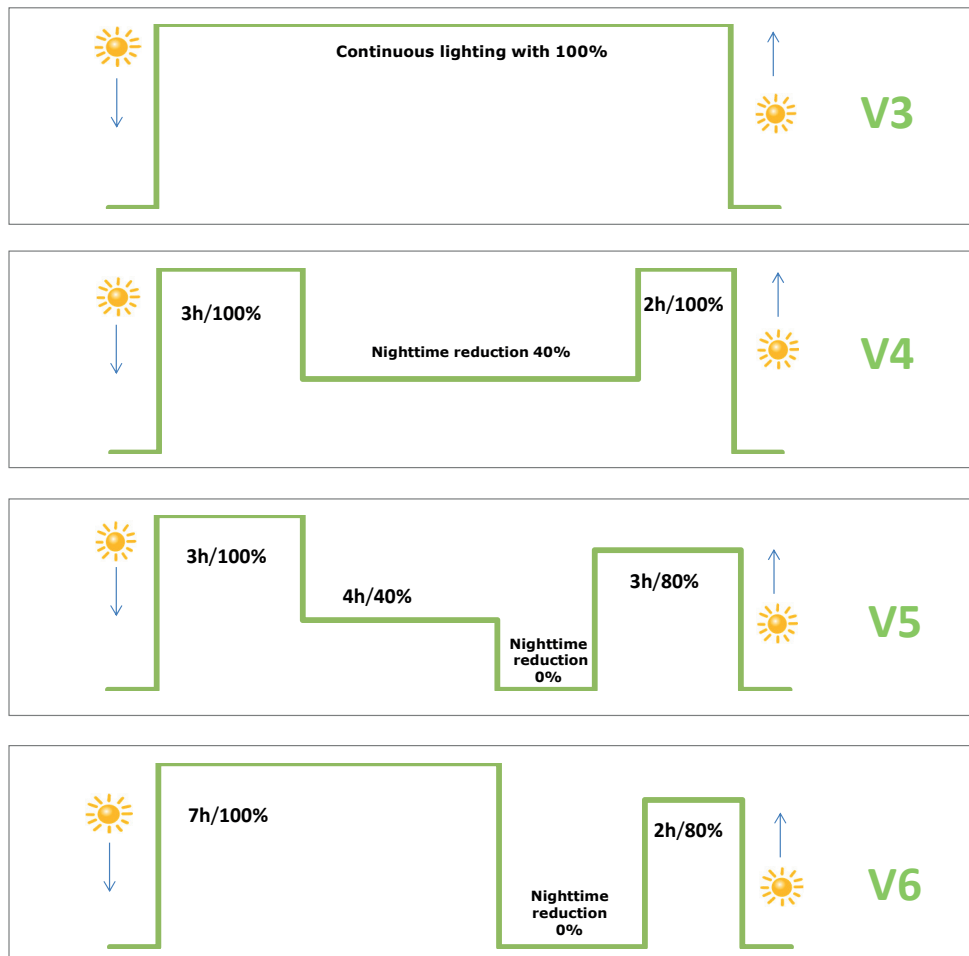 Continuous lighting with 100%
V3
3h/100%
2h/100%
Nighttime reduction 40%
V4
3h/100%
4h/40%
3h/80%
Nighttime
reduction
0%
V5
7h/100%
2h/80%
Nighttime
reduction
0%
V6